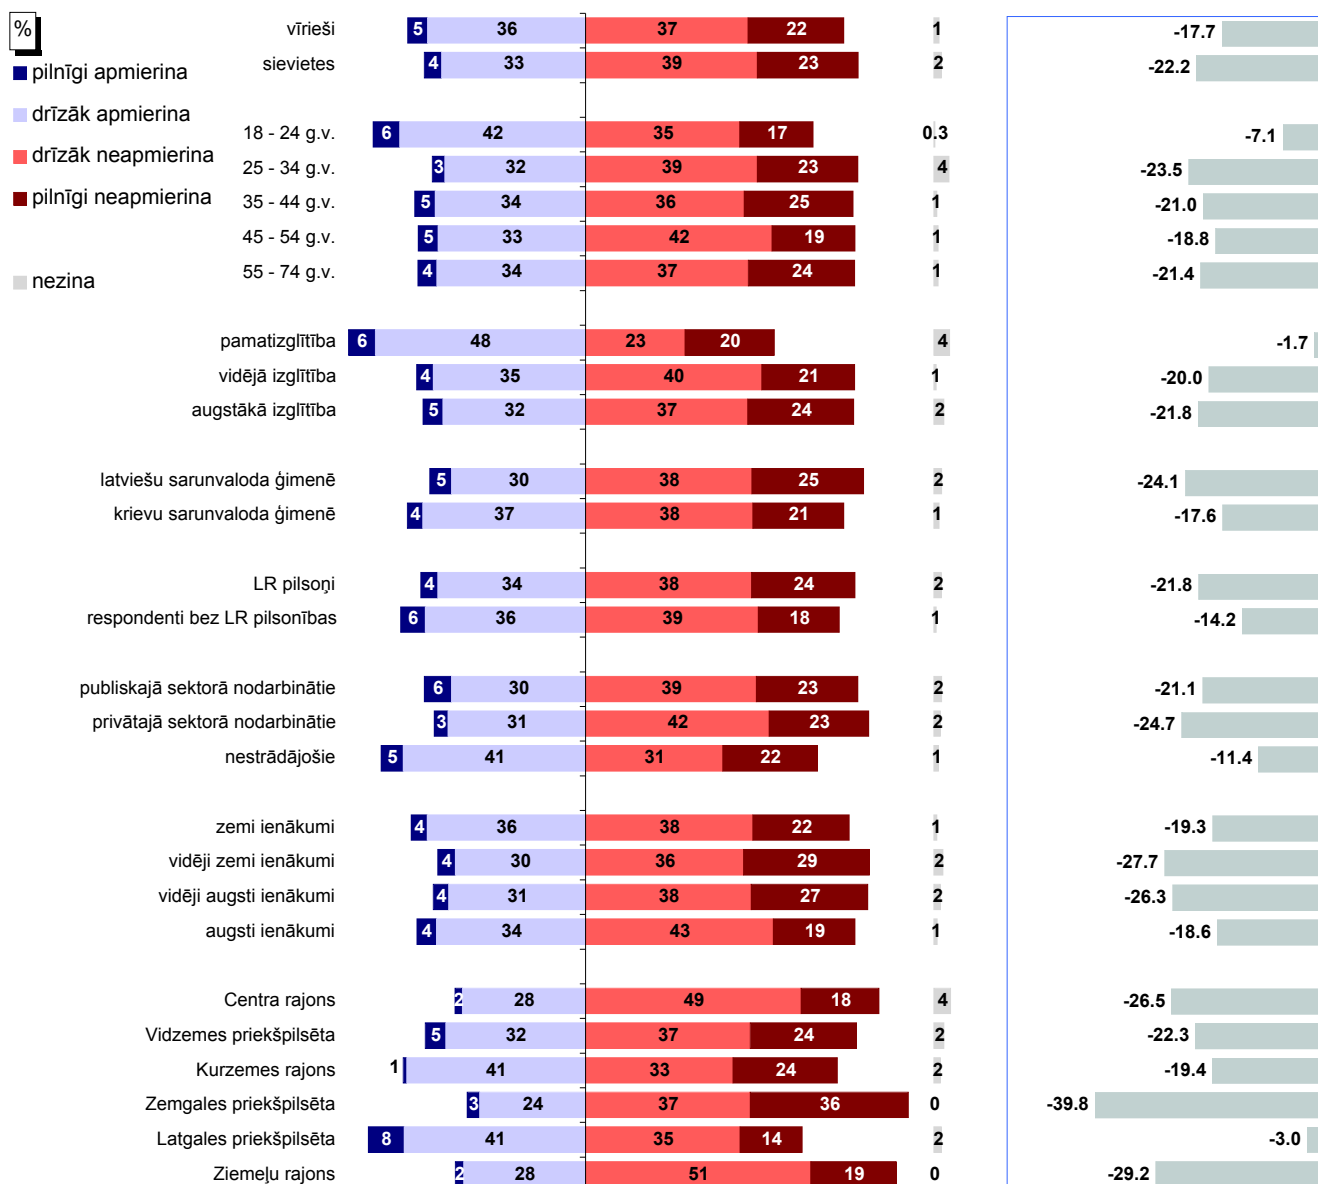 %
pilnīgi apmierina
drīzāk apmierina
drīzāk neapmierina
pilnīgi neapmierina
nezina
vīrieši 5 36 37 22 1 -17.7
sievietes 4 33 39 23 2 -22.2
18 - 24 g.v. 6 42 35 17 0.3 -7.1
25 - 34 g.v. 3 32 39 23 4 -23.5
35 - 44 g.v. 5 34 36 25 1 -21.0
45 - 54 g.v. 5 33 42 19 1 -18.8
55 - 74 g.v. 4 34 37 24 1 -21.4
pamatizglītība 6 48 23 20 4 -1.7
vidējā izglītība 4 35 40 21 1 -20.0
augstākā izglītība 5 32 37 24 2 -21.8
latviešu sarunvaloda ģimenē 5 30 38 25 2 -24.1
krievu sarunvaloda ģimenē 4 37 38 21 1 -17.6
LR pilsoņi 4 34 38 24 2 -21.8
respondenti bez LR pilsonības 6 36 39 18 1 -14.2
publiskajā sektorā nodarbinātie 6 30 39 23 2 -21.1
privātajā sektorā nodarbinātie 3 31 42 23 2 -24.7
nestrādājošie 5 41 31 22 1 -11.4
zemi ienākumi 4 36 38 22 1 -19.3
vidēji zemi ienākumi 4 30 36 29 2 -27.7
vidēji augsti ienākumi 4 31 38 27 2 -26.3
augsti ienākumi 4 34 43 19 1 -18.6
Centra rajons 2 28 49 18 4 -26.5
Vidzemes priekšpilsēta 5 32 37 24 2 -22.3
Kurzemes rajons 1 41 33 24 2 -19.4
Zemgales priekšpilsēta 3 24 37 36 0 -39.8
Latgales priekšpilsēta 8 41 35 14 2 -3.0
Ziemeļu rajons 2 28 51 19 0 -29.2